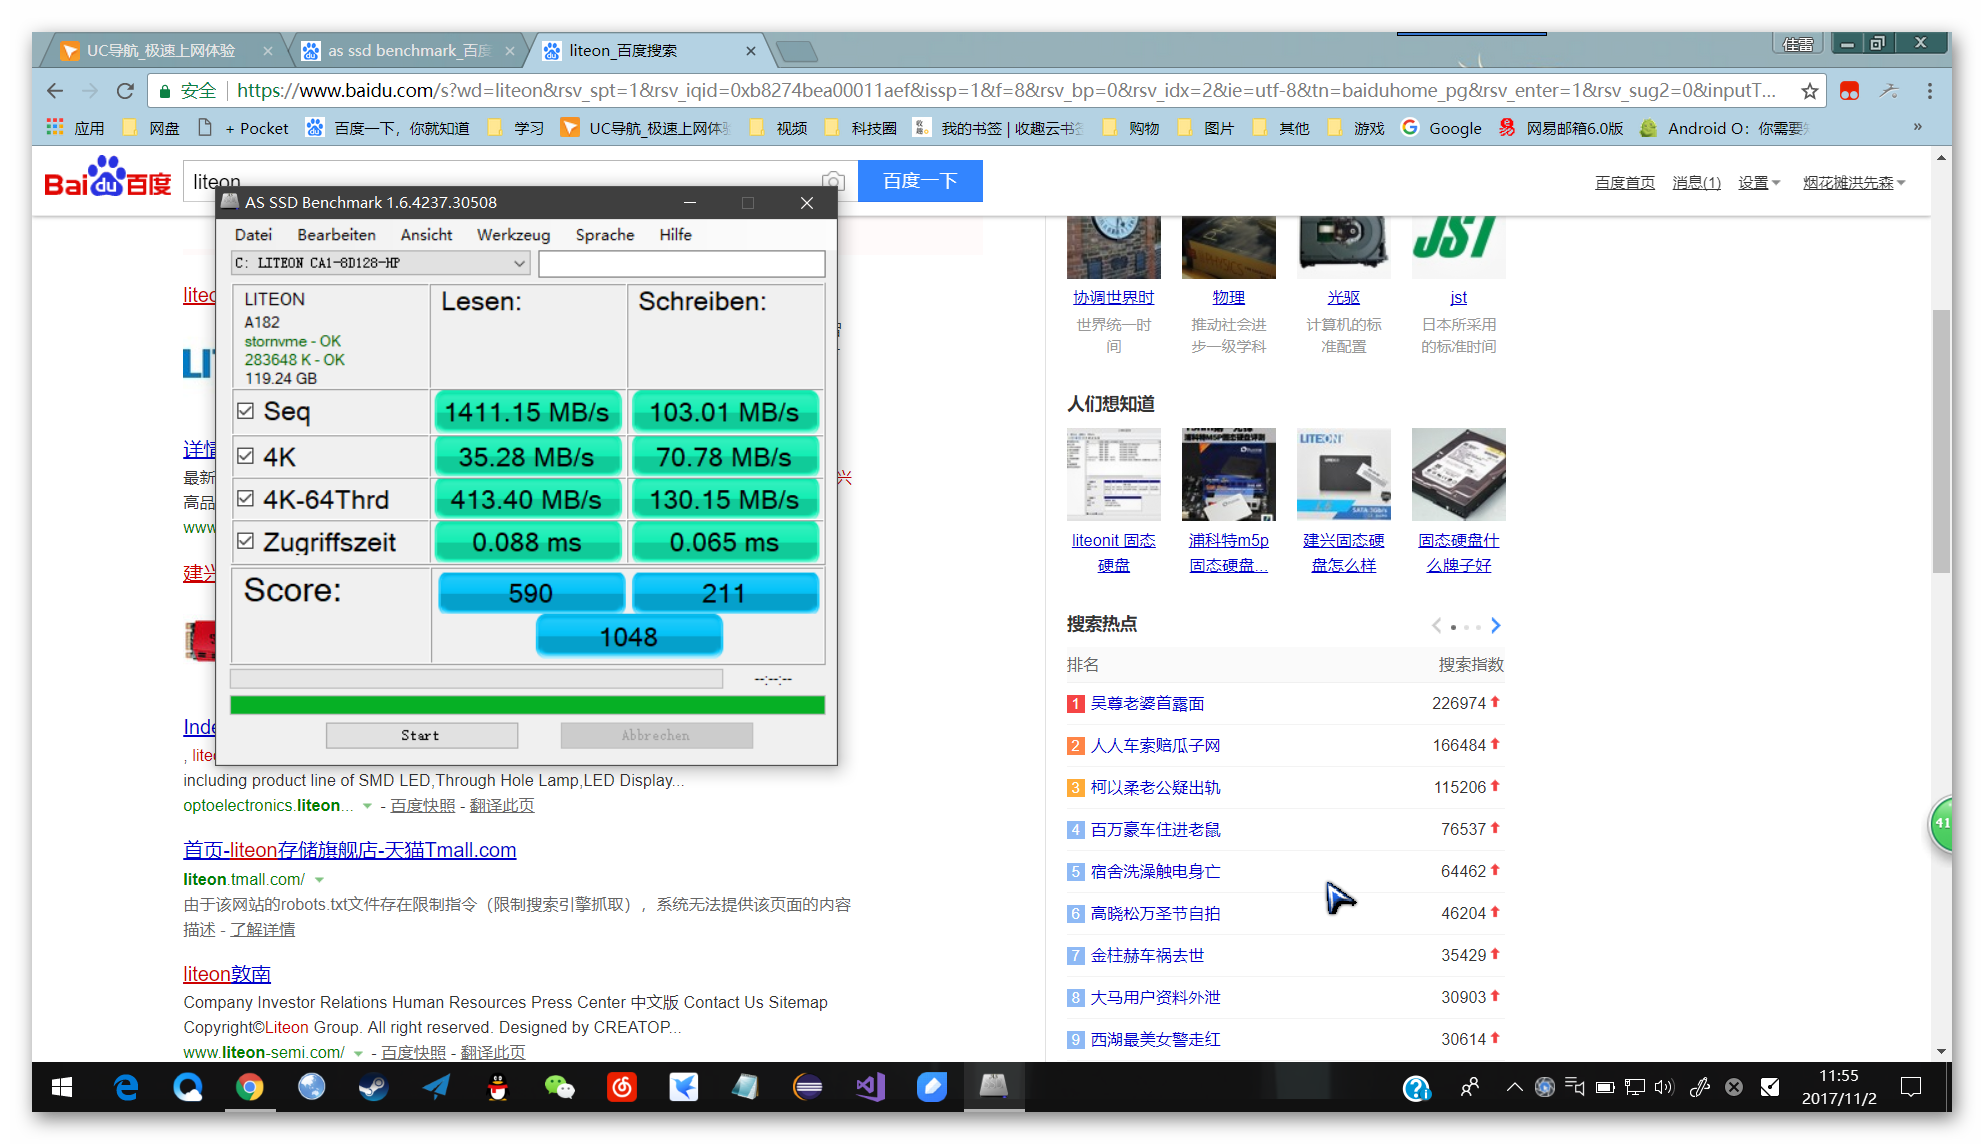 UC导航_极速上网体验
as ssd benchmark_百度
liteon_百度搜索
佳雷
安全
https://www.baidu.com/s?wd=liteon&rsv_spt=1&rsv_iqid=0xb8274bea00011aef&issp=1&f=8&rsv_bp=0&rsv_idx=2&ie=utf-8&tn=baiduhome_pg&rsv_enter=1&rsv_sug2=0&inputT...
应用 网盘 + Pocket 百度一下，你就知道 学习 UC导航_极速上网体验 视频 科技圈 我的书签 | 收趣云书签 购物 图片 其他 游戏 Google 网易邮箱6.0版 Android O：你需要 »
Bai du 百度
liteon
百度一下
百度首页 消息(1) 设置 烟花摊洪先森
AS SSD Benchmark 1.6.4237.30508
Datei Bearbeiten Ansicht Werkzeug Sprache Hilfe
C: LITEON CA1-8D128-HP
LITEON
A182
stornvme - OK
283648 K - OK
119.24 GB
Lesen: Schreiben:
Seq 1411.15 MB/s 103.01 MB/s
4K 35.28 MB/s 70.78 MB/s
4K-64Thrd 413.40 MB/s 130.15 MB/s
Zugriffszeit 0.088 ms 0.065 ms
Score: 590 211
1048
--:--:--
Start Abbrechen
详情
最新
高品
www
建兴
兴
Inde
, lite
including product line of SMD LED,Through Hole Lamp,LED Display...
optoelectronics.liteon... - 百度快照 - 翻译此页
首页-liteon存储旗舰店-天猫Tmall.com
liteon.tmall.com/
由于该网站的robots.txt文件存在限制指令（限制搜索引擎抓取），系统无法提供该页面的内容
描述 - 了解详情
liteon敦南
Company Investor Relations Human Resources Press Center 中文版 Contact Us Sitemap
Copyright©Liteon Group. All right reserved. Designed by CREATOP...
www.liteon-semi.com/ - 百度快照 - 翻译此页
JST
协调世界时 物理 光驱 jst
世界统一时 推动社会进 计算机的标 日本所采用
间 步一级学科 准配置 的标准时间
人们想知道
LITEON
liteonit 固态 浦科特m5p 建兴固态硬 固态硬盘什
硬盘 固态硬盘... 盘怎么样 么牌子好
搜索热点
排名 搜索指数
1 吴尊老婆首露面 226974
2 人人车索赔瓜子网 166484
3 柯以柔老公疑出轨 115206
4 百万豪车住进老鼠 76537
5 宿舍洗澡触电身亡 64462
6 高晓松万圣节自拍 46204
7 金柱赫车祸去世 35429
8 大马用户资料外泄 30903
9 西湖最美女警走红 30614
41
11:55
2017/11/2